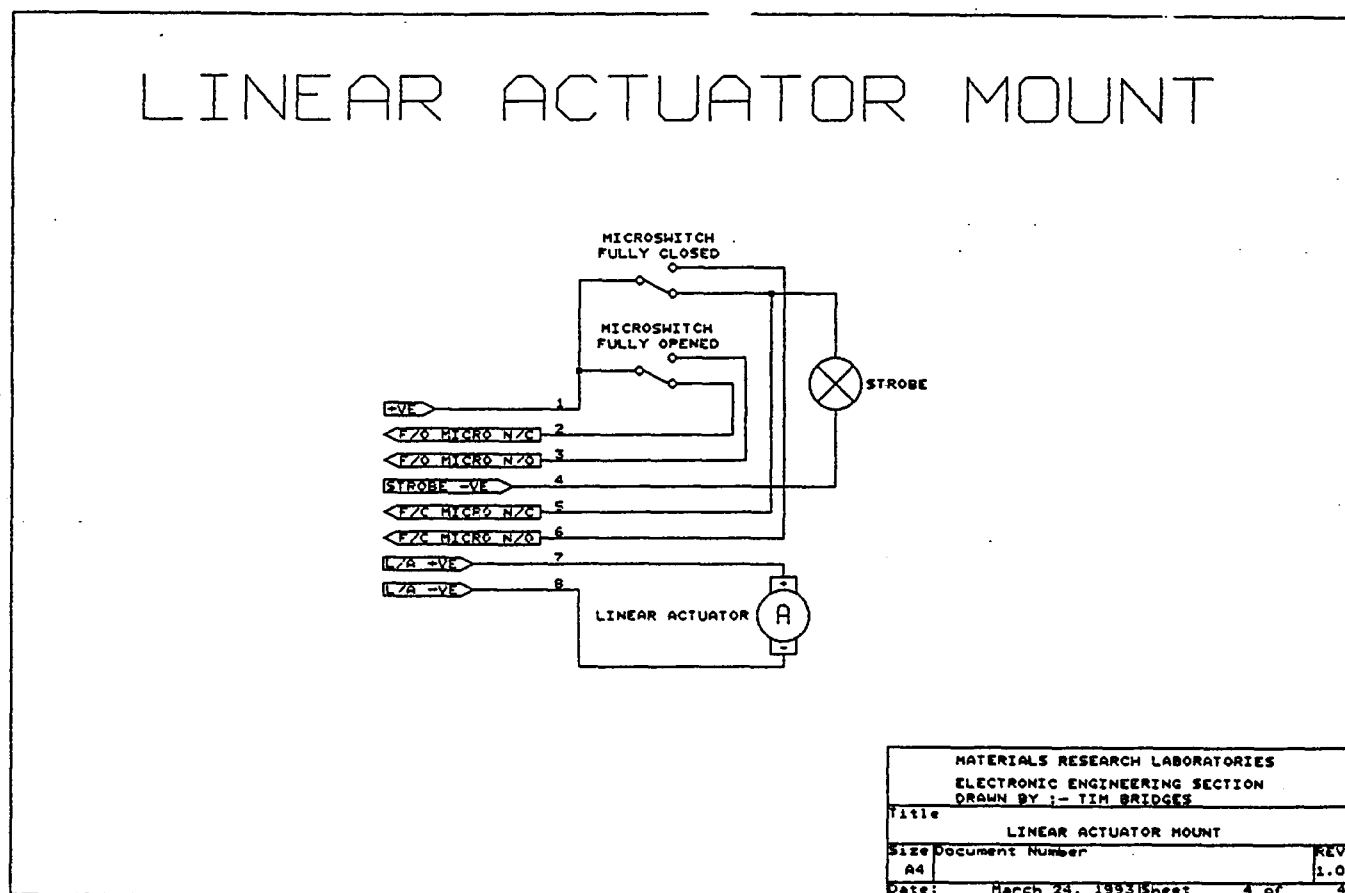 LINEAR ACTUATOR MOUNT
MICROSWITCH
FULLY CLOSED
MICROSWITCH
FULLY OPENED
STROBE
+VE 1
F/O MICRO N/C 2
F/O MICRO N/O 3
STROBE -VE 4
F/C MICRO N/C 5
F/C MICRO N/O 6
L/A +VE 7
L/A -VE 8
+
LINEAR ACTUATOR A
-
MATERIALS RESEARCH LABORATORIES
ELECTRONIC ENGINEERING SECTION
DRAWN BY :- TIM BRIDGES
Title
LINEAR ACTUATOR MOUNT
Size Document Number REV
A4 1.0
Date: March 24, 1993 Sheet 4 of 4